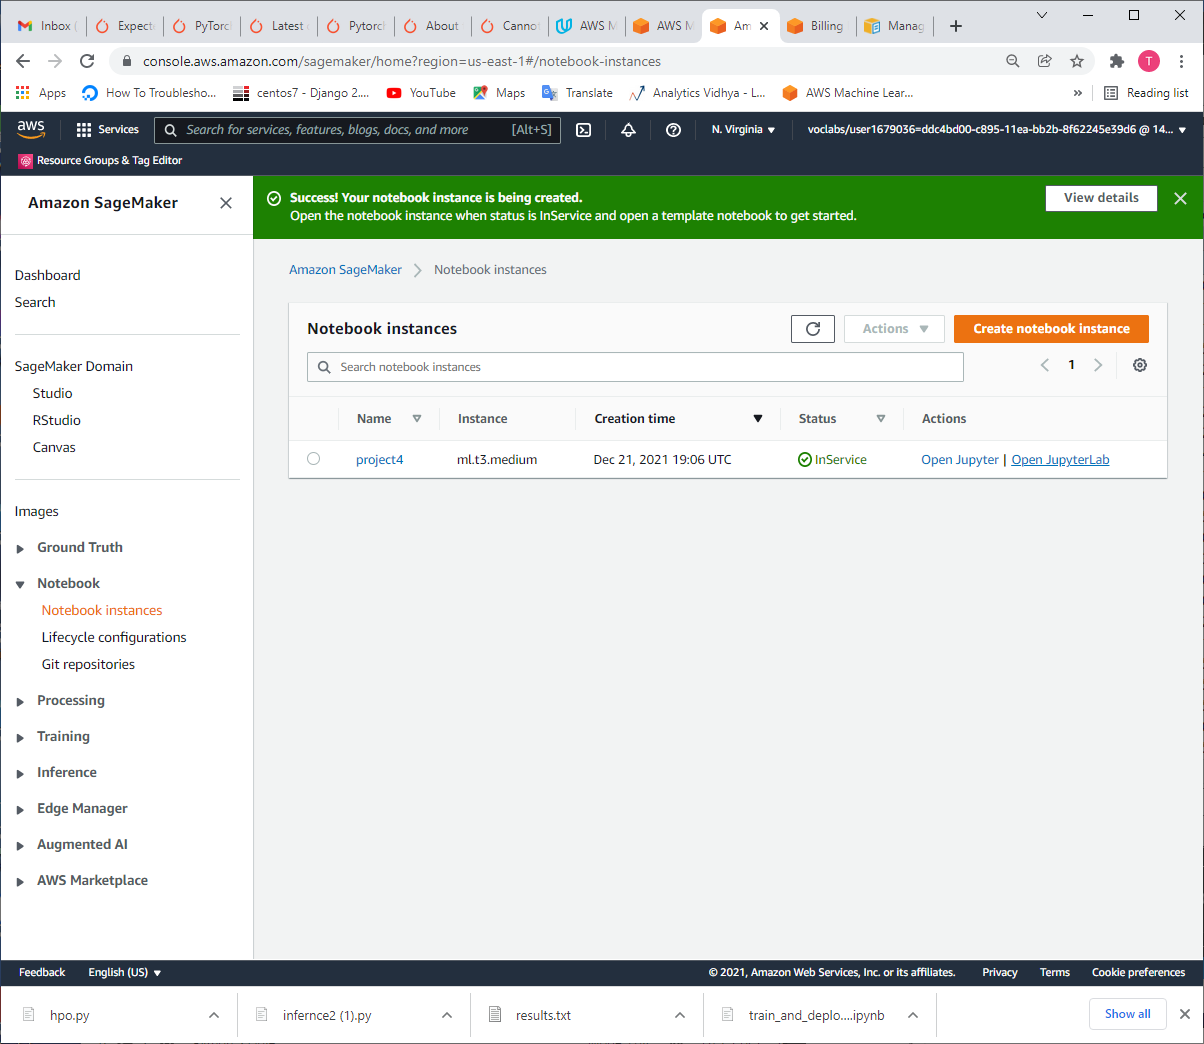 Inbox (
Expect
PyTorch
Latest
Pytorch
About
Cannot
AWS M
AWS M
Am
Billing
Manag
console.aws.amazon.com/sagemaker/home?region=us-east-1#/notebook-instances
T
Apps
How To Troublesho...
centos7 - Django 2....
YouTube
Maps
Translate
Analytics Vidhya - L...
AWS Machine Lear...
»
Reading list
aws
Services
Search for services, features, blogs, docs, and more [Alt+S]
N. Virginia
voclabs/user1679036=ddc4bd00-c895-11ea-bb2b-8f62245e39d6 @ 14...
Resource Groups & Tag Editor
Amazon SageMaker
Dashboard
Search
SageMaker Domain
Studio
RStudio
Canvas
Images
Ground Truth
Notebook
Notebook instances
Lifecycle configurations
Git repositories
Processing
Training
Inference
Edge Manager
Augmented AI
AWS Marketplace
Success! Your notebook instance is being created.
Open the notebook instance when status is InService and open a template notebook to get started.
View details
Amazon SageMaker
Notebook instances
Notebook instances
Actions
Create notebook instance
Search notebook instances
1
Name
Instance
Creation time
Status
Actions
project4
ml.t3.medium
Dec 21, 2021 19:06 UTC
InService
Open Jupyter | Open JupyterLab
Feedback
English (US)
© 2021, Amazon Web Services, Inc. or its affiliates.
Privacy
Terms
Cookie preferences
hpo.py
infernce2 (1).py
results.txt
train_and_deplo....ipynb
Show all